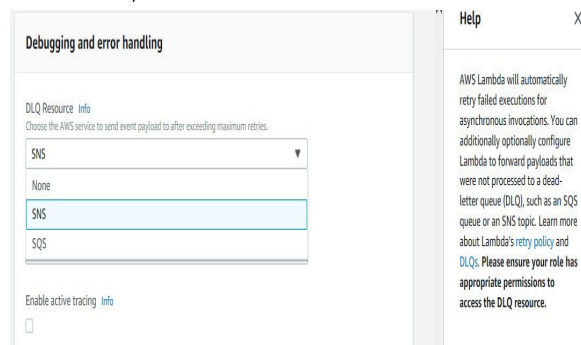 Debugging and error handling
DLQ Resource Info
Choose the AWS service to send event payload to after exceeding maximum retries.
SNS
None
SNS
SQS
Enable active tracing Info
Help
AWS Lambda will automatically
retry failed executions for
asynchronous invocations. You can
additionally optionally configure
Lambda to forward payloads that
were not processed to a dead-
letter queue (DLQ), such as an SQS
queue or an SNS topic. Learn more
about Lambda's retry policy and
DLQs. Please ensure your role has
appropriate permissions to
access the DLQ resource.